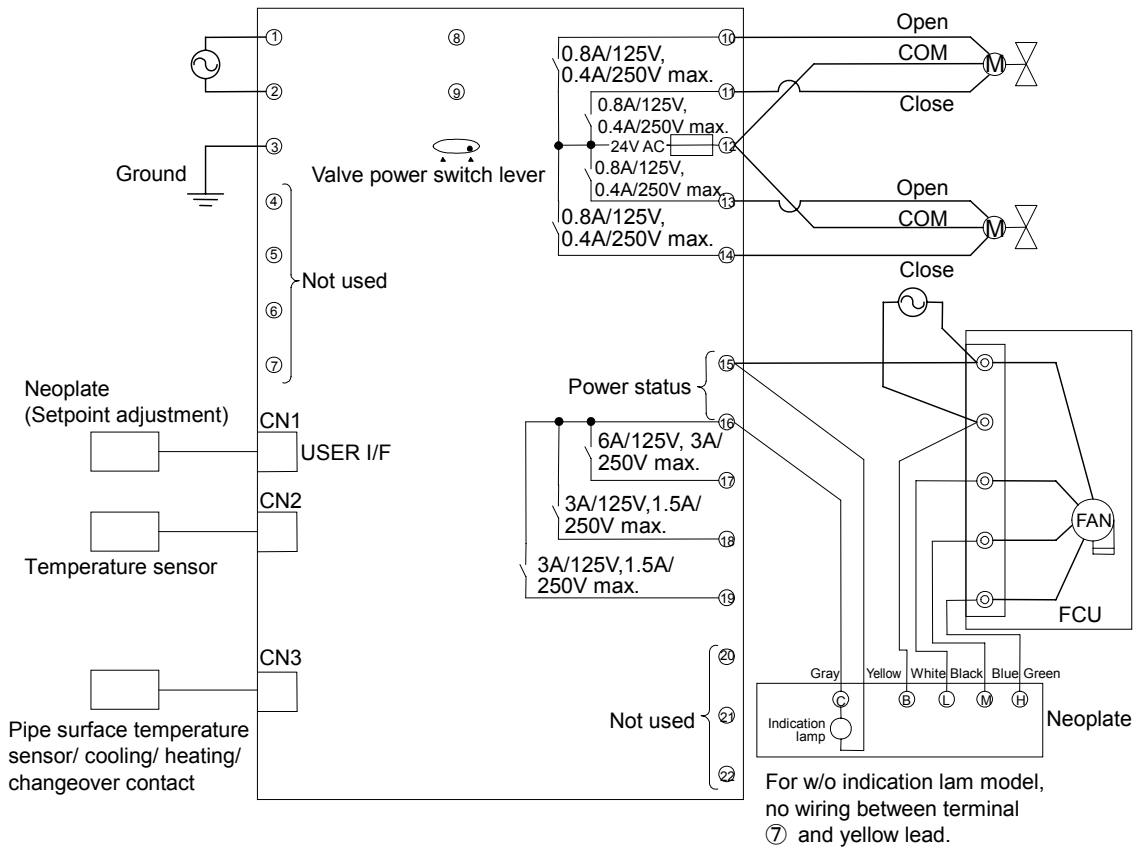 ①
②
③
Ground
④
⑤
⑥
⑦
Not used
⑧
⑨
Valve power switch lever
0.8A/125V,
0.4A/250V max.
0.8A/125V,
0.4A/250V max.
24V AC
0.8A/125V,
0.4A/250V max.
0.8A/125V,
0.4A/250V max.
⑩
⑪
⑫
⑬
⑭
Open
COM
Close
M
Open
COM
Close
M
Neoplate
(Setpoint adjustment)
CN1
USER I/F
CN2
Temperature sensor
CN3
Pipe surface temperature
sensor/ cooling/ heating/
changeover contact
Power status
⑮
⑯
6A/125V, 3A/
250V max.
⑰
3A/125V,1.5A/
250V max.
⑱
3A/125V,1.5A/
250V max.
⑲
Not used
⑳
㉑
㉒
FAN
FCU
Gray
Yellow
White
Black
Blue
Green
C
B
L
M
H
Indication
lamp
Neoplate
For w/o indication lam model,
no wiring between terminal
⑦ and yellow lead.